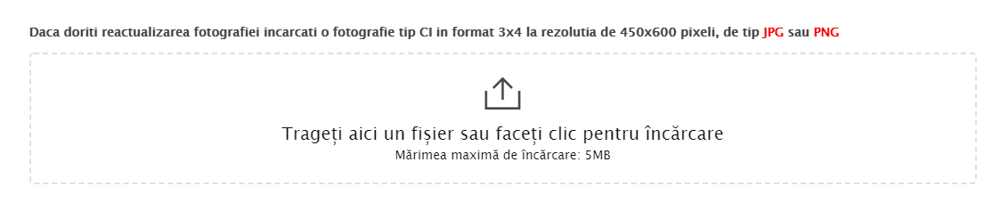 Daca doriti reactualizarea fotografiei incarcati o fotografie tip CI in format 3x4 la rezolutia de 450x600 pixeli, de tip JPG sau PNG
Trageți aici un fișier sau faceți clic pentru încărcare
Mărimea maximă de încărcare: 5MB